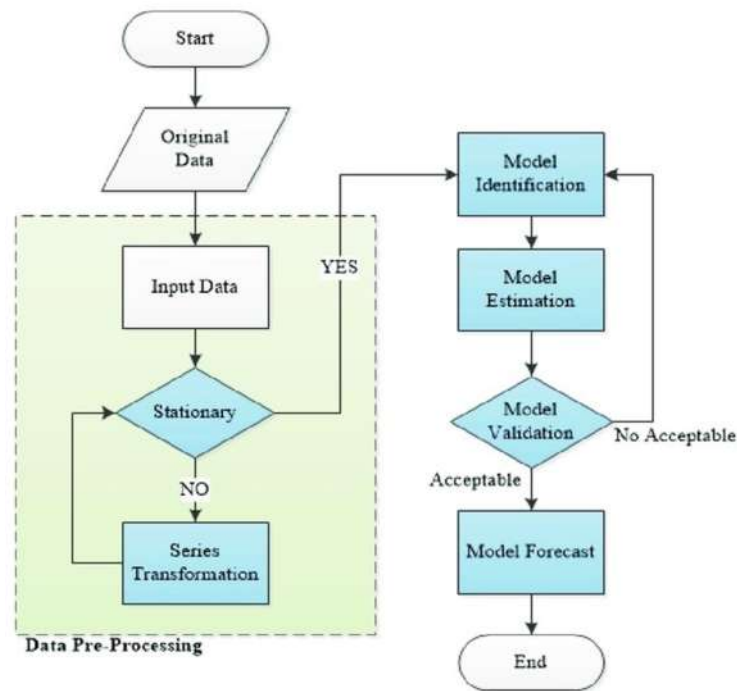 Start
Original
Data
Input Data
Stationary
YES
NO
Series
Transformation
Data Pre-Processing
Model
Identification
Model
Estimation
Model
Validation
No Acceptable
Acceptable
Model Forecast
End